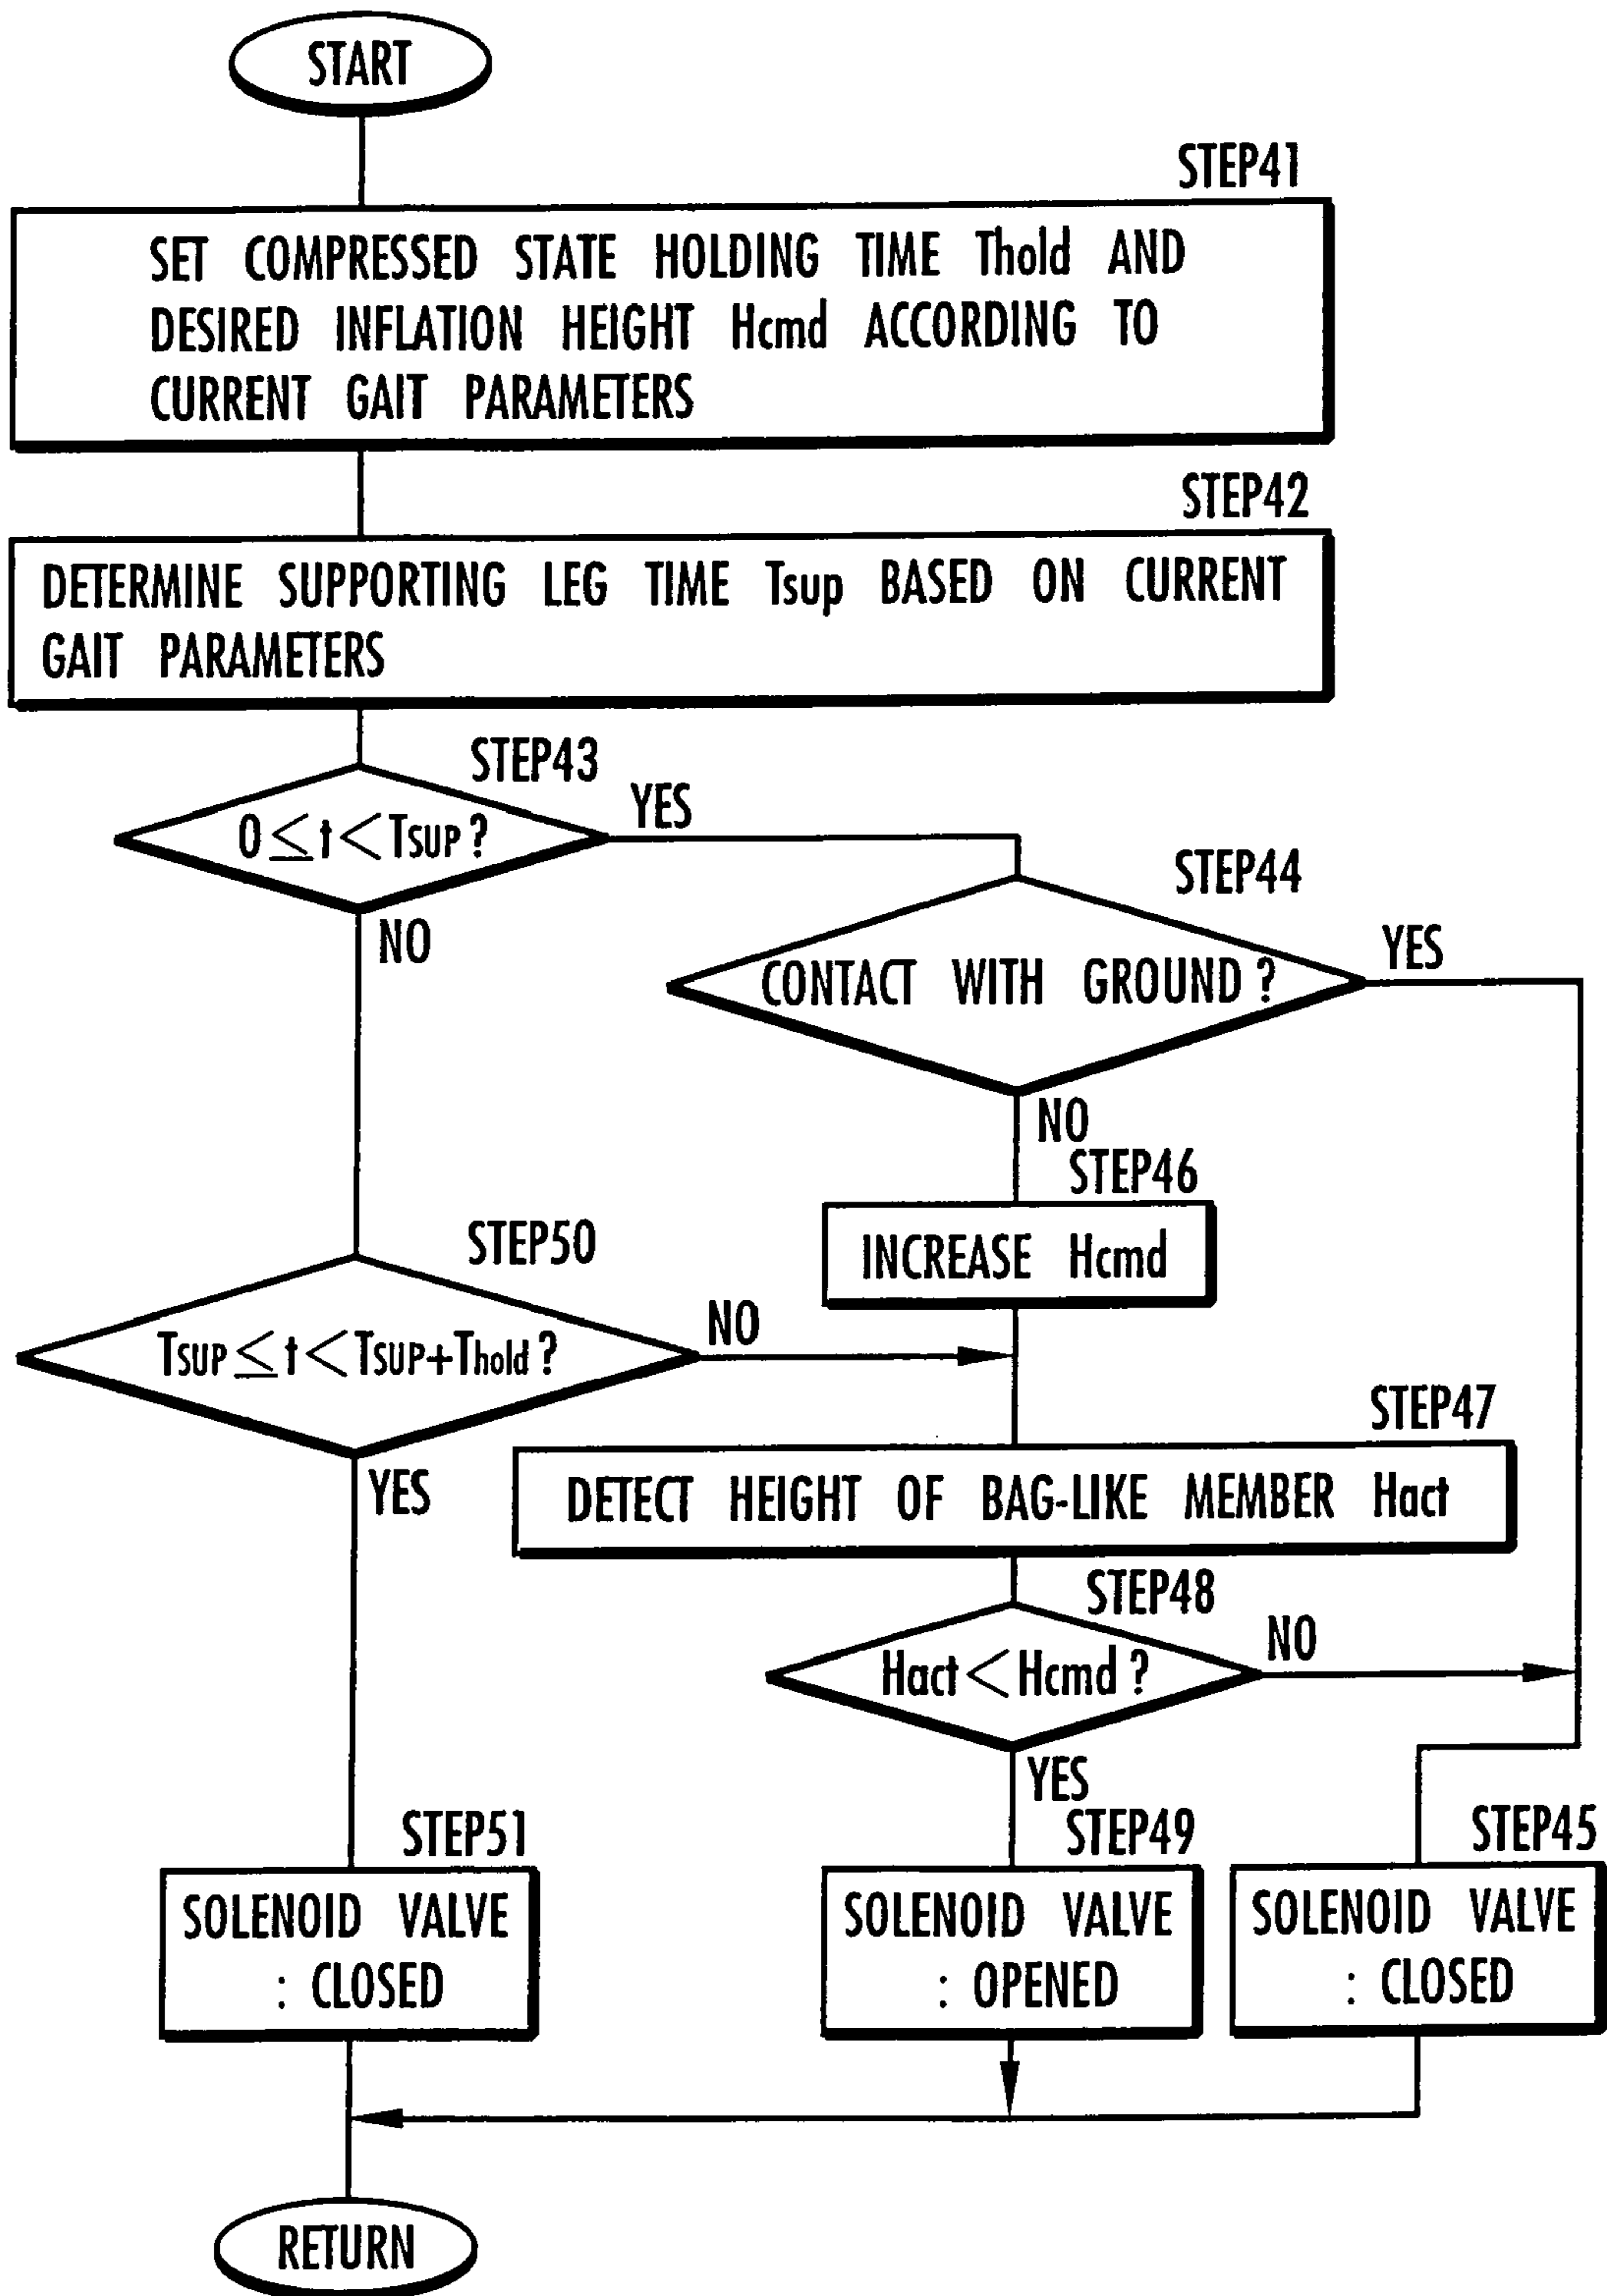 START
STEP41
SET COMPRESSED STATE HOLDING TIME Thold AND
DESIRED INFLATION HEIGHT Hcmd ACCORDING TO
CURRENT GAIT PARAMETERS
STEP42
DETERMINE SUPPORTING LEG TIME Tsup BASED ON CURRENT
GAIT PARAMETERS
STEP43
0≦t<TSUP?
YES
NO
STEP44
CONTACT WITH GROUND?
YES
NO
STEP46
INCREASE Hcmd
STEP50
TSUP≦t<TSUP+Thold?
NO
YES
STEP47
DETECT HEIGHT OF BAG-LIKE MEMBER Hact
STEP48
Hact<Hcmd?
NO
YES
STEP51
SOLENOID VALVE
: CLOSED
STEP49
SOLENOID VALVE
: OPENED
STEP45
SOLENOID VALVE
: CLOSED
RETURN